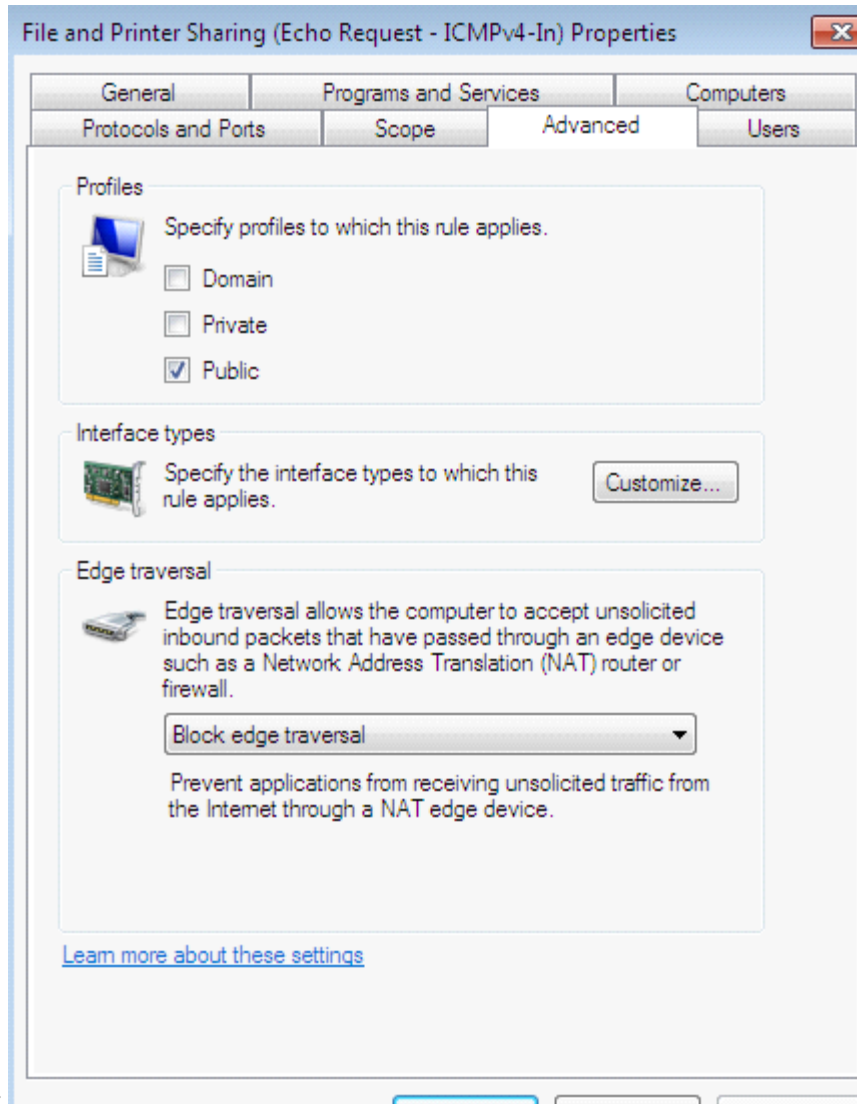 File and Printer Sharing (Echo Request - ICMPv4-In) Properties
General Programs and Services Computers
Protocols and Ports Scope Advanced Users
Profiles
Specify profiles to which this rule applies.
Domain
Private
Public
Interface types
Specify the interface types to which this
rule applies.
Customize...
Edge traversal
Edge traversal allows the computer to accept unsolicited
inbound packets that have passed through an edge device
such as a Network Address Translation (NAT) router or
firewall.
Block edge traversal
Prevent applications from receiving unsolicited traffic from
the Internet through a NAT edge device.
Learn more about these settings